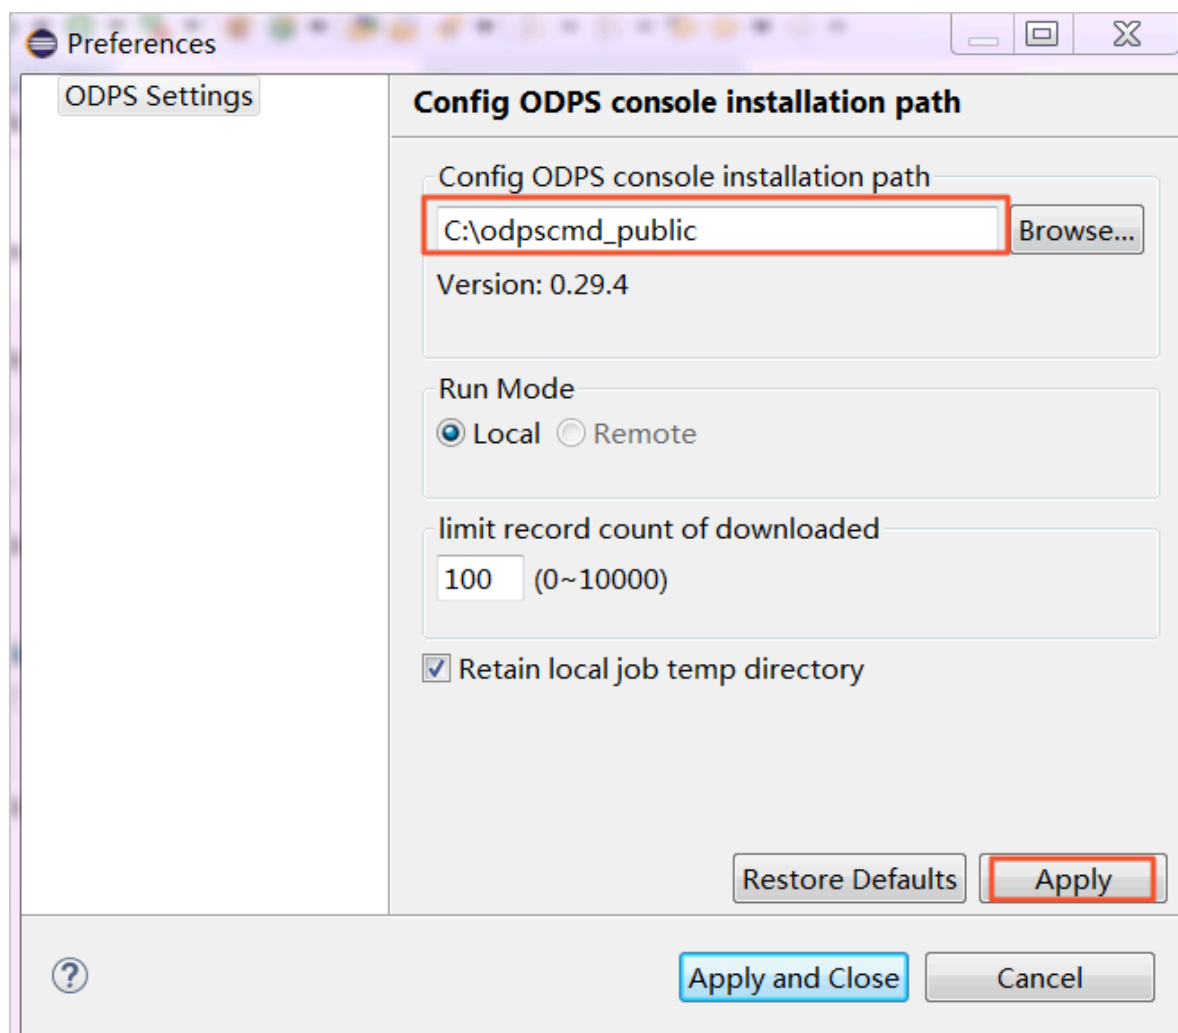 Preferences
ODPS Settings
Config ODPS console installation path
Config ODPS console installation path
C:\odpscmd_public
Browse...
Version: 0.29.4
Run Mode
Local
Remote
limit record count of downloaded
100 (0~10000)
Retain local job temp directory
Restore Defaults
Apply
?
Apply and Close
Cancel